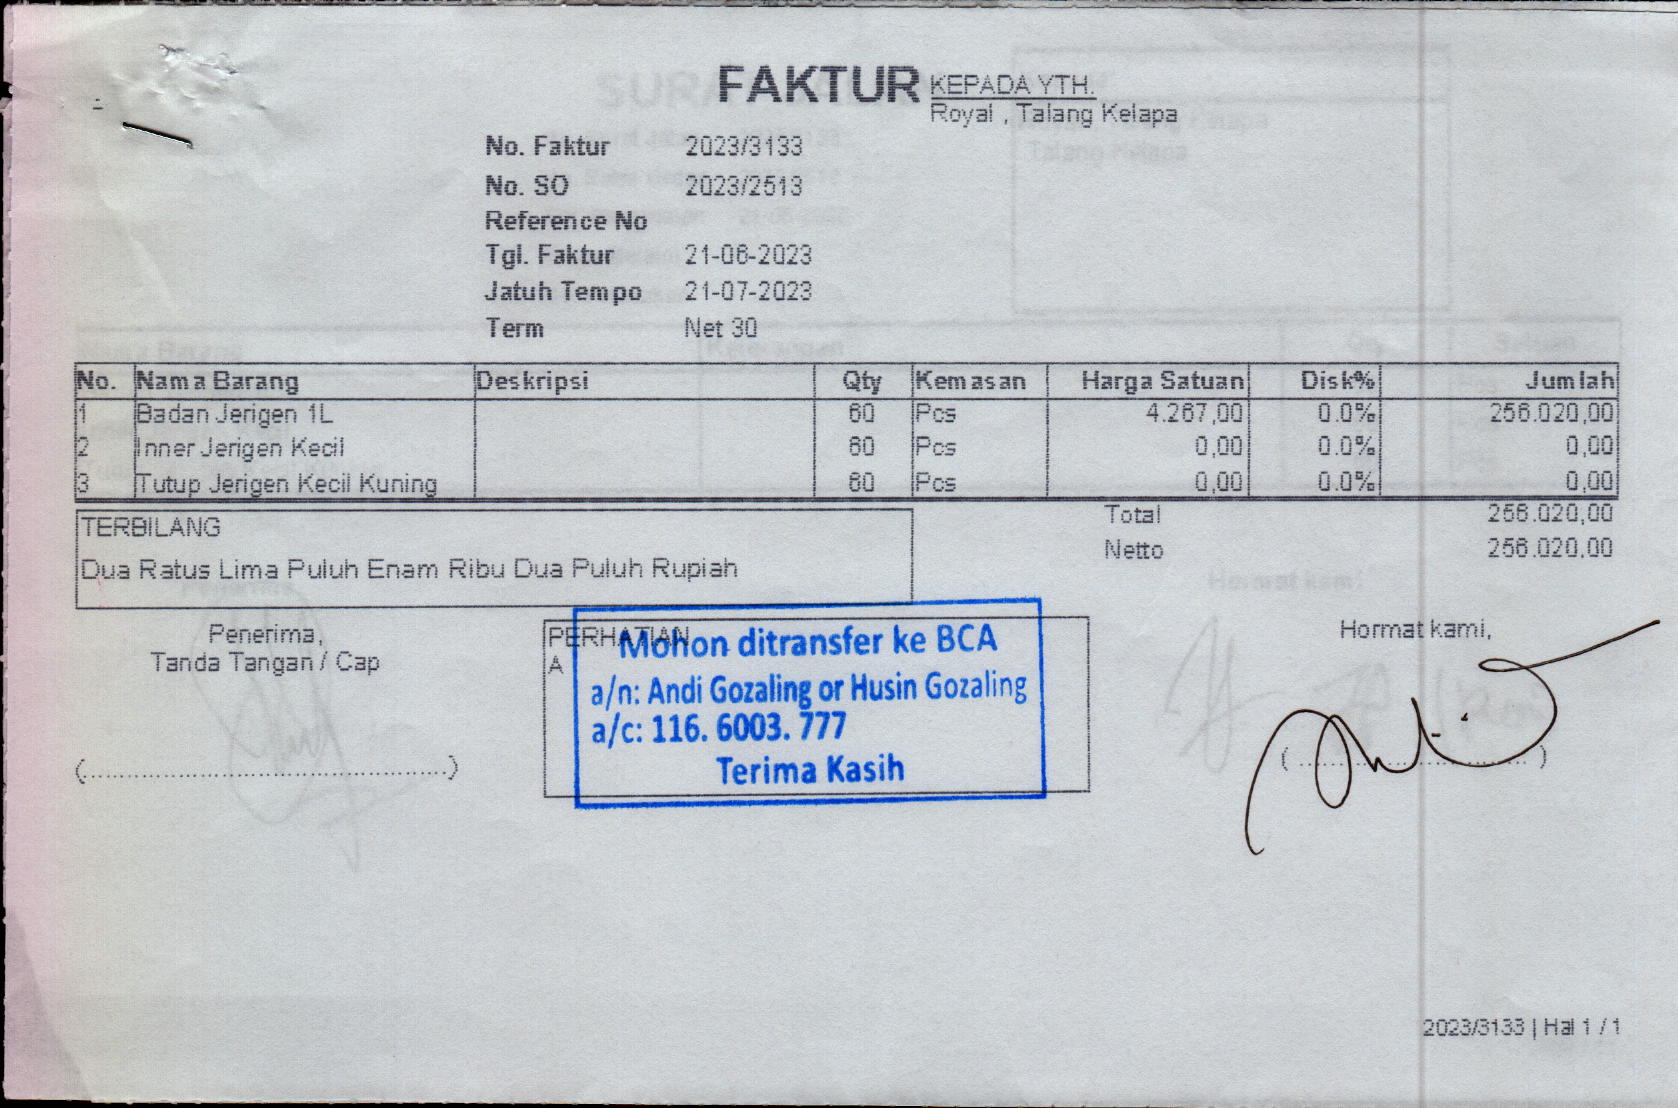 FAKTUR
KEPADA YTH.
Royal , Talang Kelapa
No. Faktur 2023/3133
No. SO 2023/2513
Reference No
Tgl. Faktur 21-06-2023
Jatuh Tempo 21-07-2023
Term Net 30
No. Nama Barang Deskripsi Qty Kemasan Harga Satuan Disk% Jumlah
1 Badan Jerigen 1L 60 Pcs 4.267,00 0.0% 256.020,00
2 Inner Jerigen Kecil 60 Pcs 0,00 0.0% 0,00
3 Tutup Jerigen Kecil Kuning 60 Pcs 0,00 0.0% 0,00
Total 256.020,00
Netto 256.020,00
TERBILANG
Dua Ratus Lima Puluh Enam Ribu Dua Puluh Rupiah
Penerima,
Tanda Tangan / Cap
(................................................)
PERHATIAN
A
Mohon ditransfer ke BCA
a/n: Andi Gozaling or Husin Gozaling
a/c: 116. 6003. 777
Terima Kasih
Hormat kami,
(................................)
2023/3133 | Hal 1 / 1